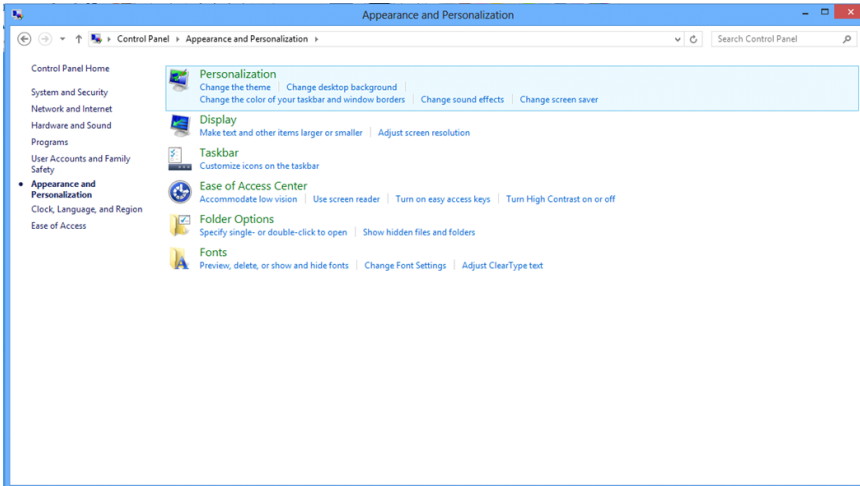 Appearance and Personalization
Control Panel Appearance and Personalization
Search Control Panel
Control Panel Home
System and Security
Network and Internet
Hardware and Sound
Programs
User Accounts and Family
Safety
Appearance and
Personalization
Clock, Language, and Region
Ease of Access
Personalization
Change the theme Change desktop background
Change the color of your taskbar and window borders Change sound effects Change screen saver
Display
Make text and other items larger or smaller Adjust screen resolution
Taskbar
Customize icons on the taskbar
Ease of Access Center
Accommodate low vision Use screen reader Turn on easy access keys Turn High Contrast on or off
Folder Options
Specify single- or double-click to open Show hidden files and folders
Fonts
Preview, delete, or show and hide fonts Change Font Settings Adjust ClearType text